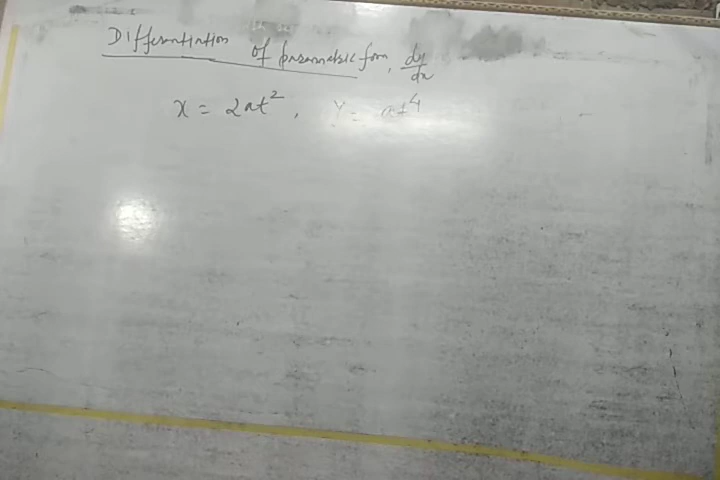 Differentiation of parametric form, dy/dx
x = 2at², y = at⁴